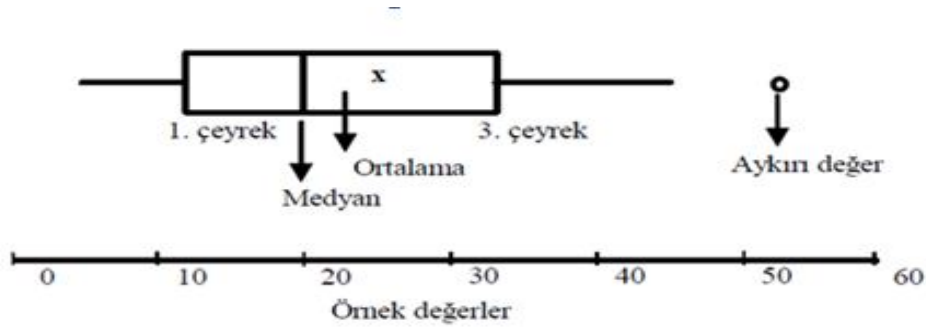 x
1. çeyrek
3. çeyrek
Ortalama
Aykırı değer
Medyan
0 10 20 30 40 50 60
Örnek değerler